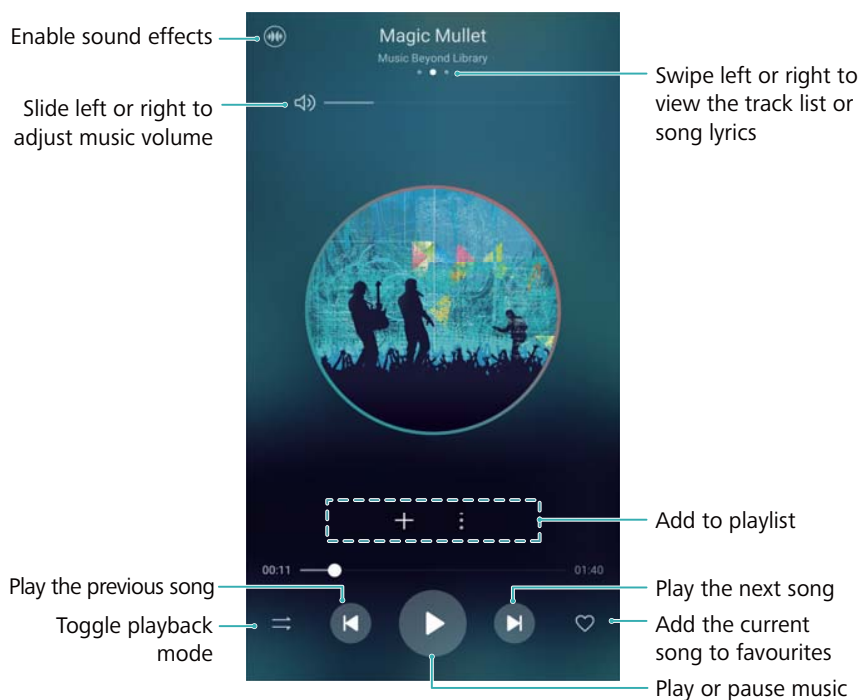 Enable sound effects
Magic Mullet
Music Beyond Library
Swipe left or right to
view the track list or
song lyrics
Slide left or right to
adjust music volume
Add to playlist
00:11
01:40
Play the previous song
Play the next song
Toggle playback
mode
Add the current
song to favourites
Play or pause music